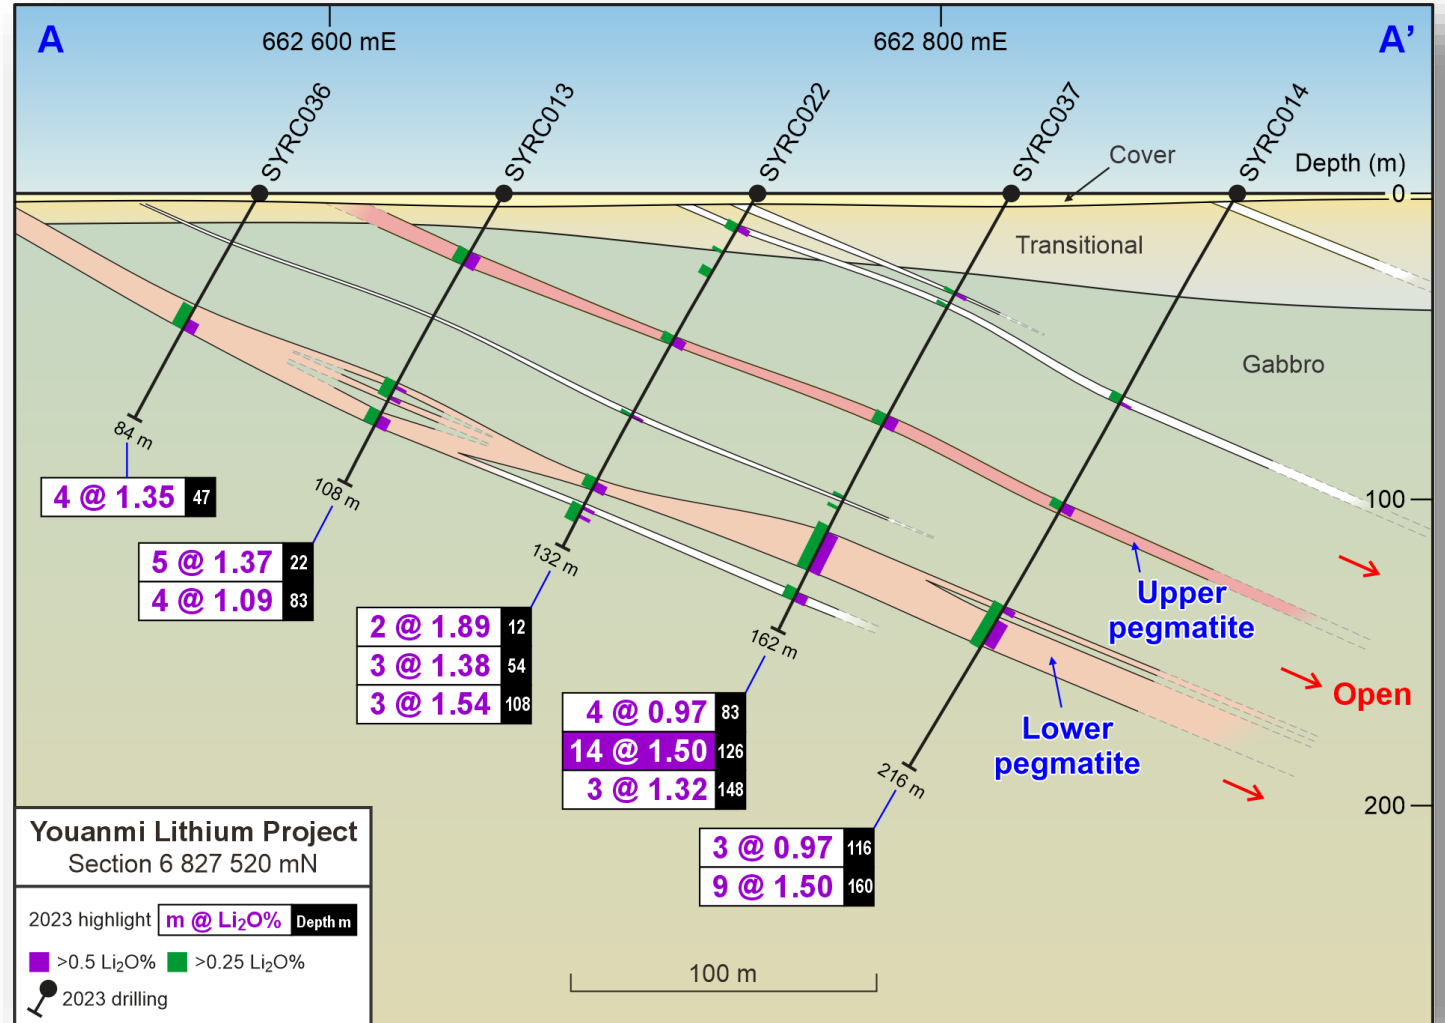 A
662 600 mE
662 800 mE
A’
SYRC036
SYRC013
SYRC022
SYRC037
SYRC014
Cover
Depth (m)
0
Transitional
Gabbro
84 m
4 @ 1.35 47
108 m
100
5 @ 1.37 22
4 @ 1.09 83
132 m
2 @ 1.89 12
3 @ 1.38 54
3 @ 1.54 108
Upper
pegmatite
162 m
4 @ 0.97 83
14 @ 1.50 126
3 @ 1.32 148
Open
Lower
pegmatite
216 m
200
3 @ 0.97 116
9 @ 1.50 160
Youanmi Lithium Project
Section 6 827 520 mN
2023 highlight m @ Li₂O% Depth m
>0.5 Li₂O% >0.25 Li₂O%
2023 drilling
100 m